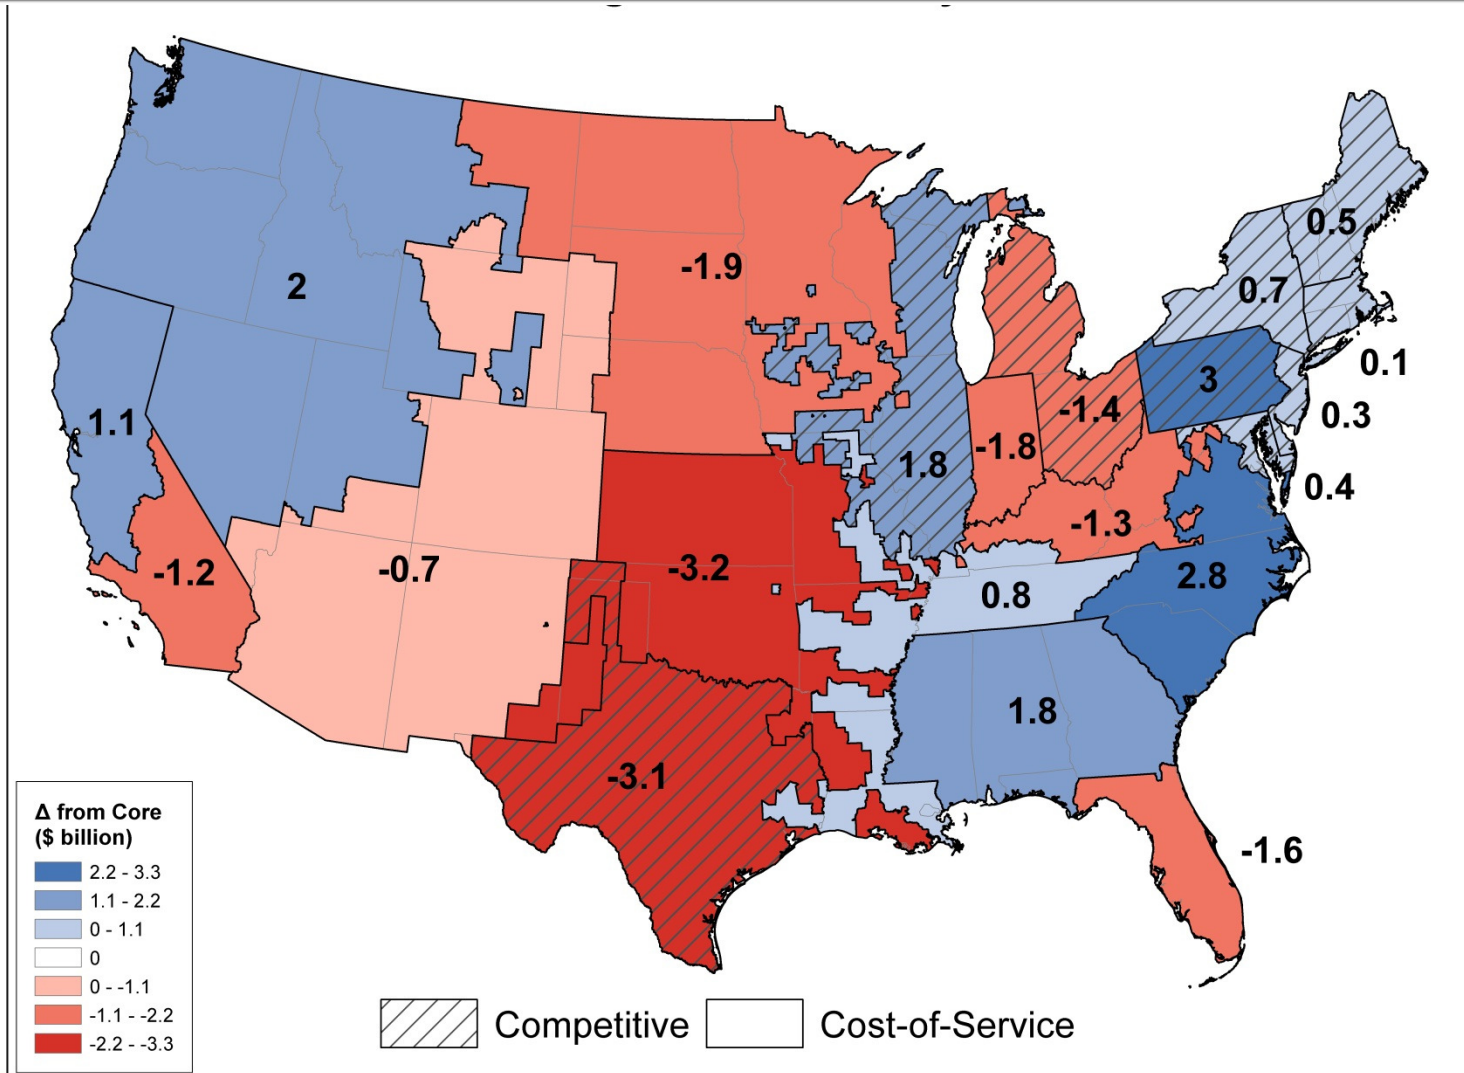 0.5
2
-1.9
0.7
0.1
3
0.3
1.1
-1.4
-1.8
1.8
0.4
-1.3
-1.2
-0.7
-3.2
0.8
2.8
1.8
-3.1
-1.6
Δ from Core
($ billion)
2.2 - 3.3
1.1 - 2.2
0 - 1.1
0
0 - -1.1
-1.1 - -2.2
-2.2 - -3.3
Competitive
Cost-of-Service